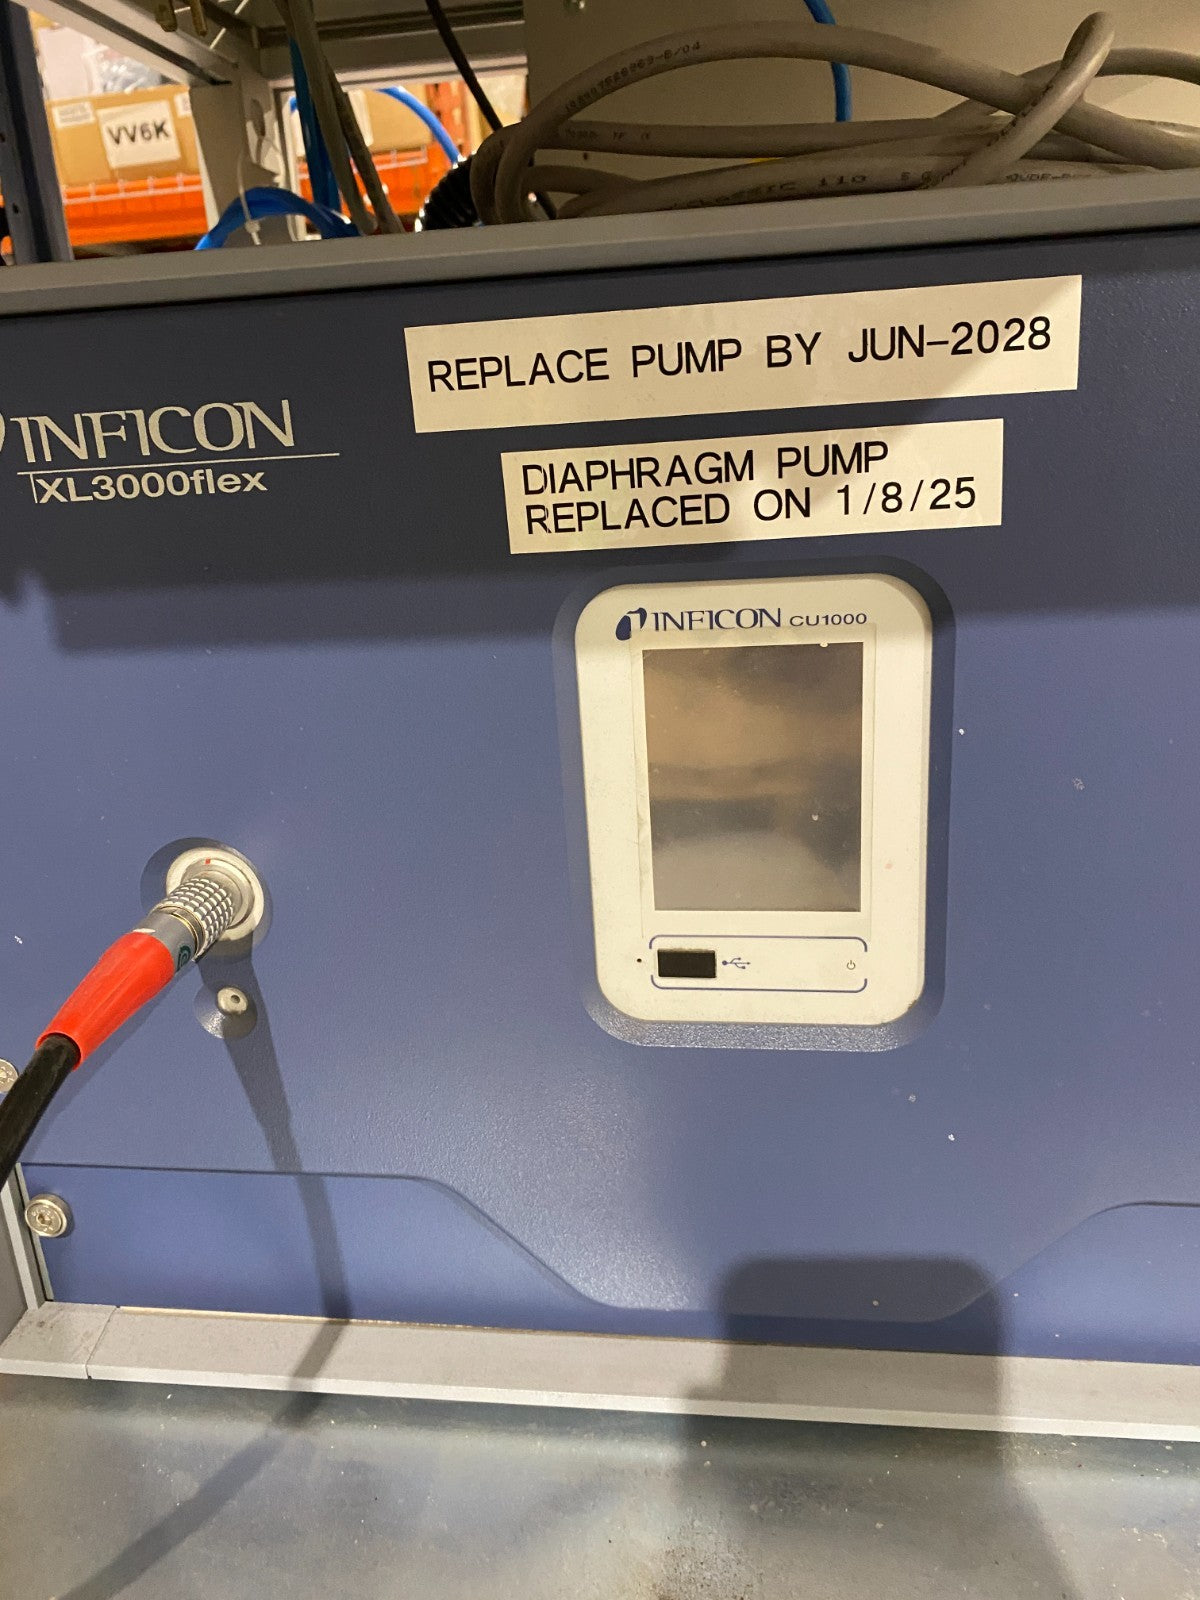 VV6K
REPLACE PUMP BY JUN-2028
INFICON
XL3000flex
DIAPHRAGM PUMP
REPLACED ON 1/8/25
INFICON CU1000